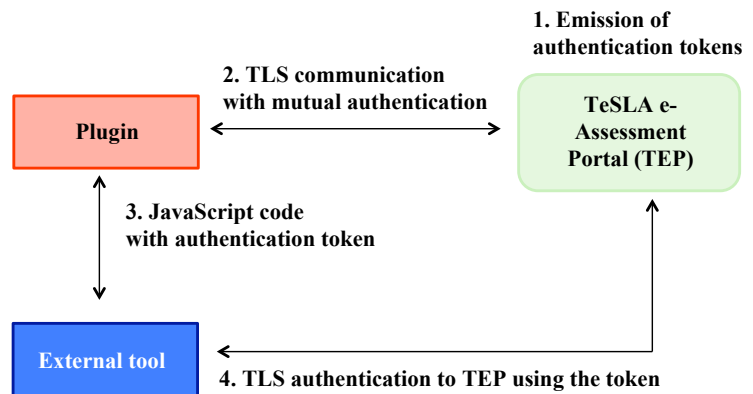 1. Emission of
authentication tokens
2. TLS communication
with mutual authentication
Plugin
TeSLA e-
Assessment
Portal (TEP)
3. JavaScript code
with authentication token
External tool
4. TLS authentication to TEP using the token